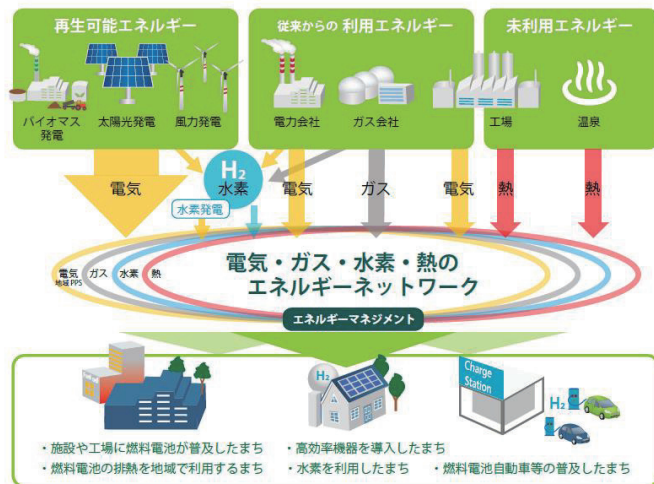 再生可能エネルギー
従来からの 利用エネルギー
未利用エネルギー
バイオマス
発電
太陽光発電
風力発電
電力会社
ガス会社
工場
温泉
電気
H2
水素
水素発電
電気
ガス
電気
熱
熱
電気
地域PPS
ガス
水素
熱
電気・ガス・水素・熱の
エネルギーネットワーク
エネルギーマネジメント
H2
Charge
Station
H2
・施設や工場に燃料電池が普及したまち
・燃料電池の排熱を地域で利用するまち
・高効率機器を導入したまち
・水素を利用したまち
・燃料電池自動車等の普及したまち